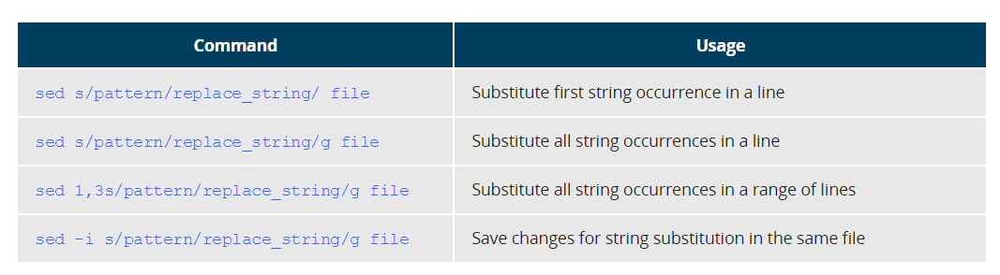 Command Usage
sed s/pattern/replace_string/ file Substitute first string occurrence in a line
sed s/pattern/replace_string/g file Substitute all string occurrences in a line
sed 1,3s/pattern/replace_string/g file Substitute all string occurrences in a range of lines
sed -i s/pattern/replace_string/g file Save changes for string substitution in the same file